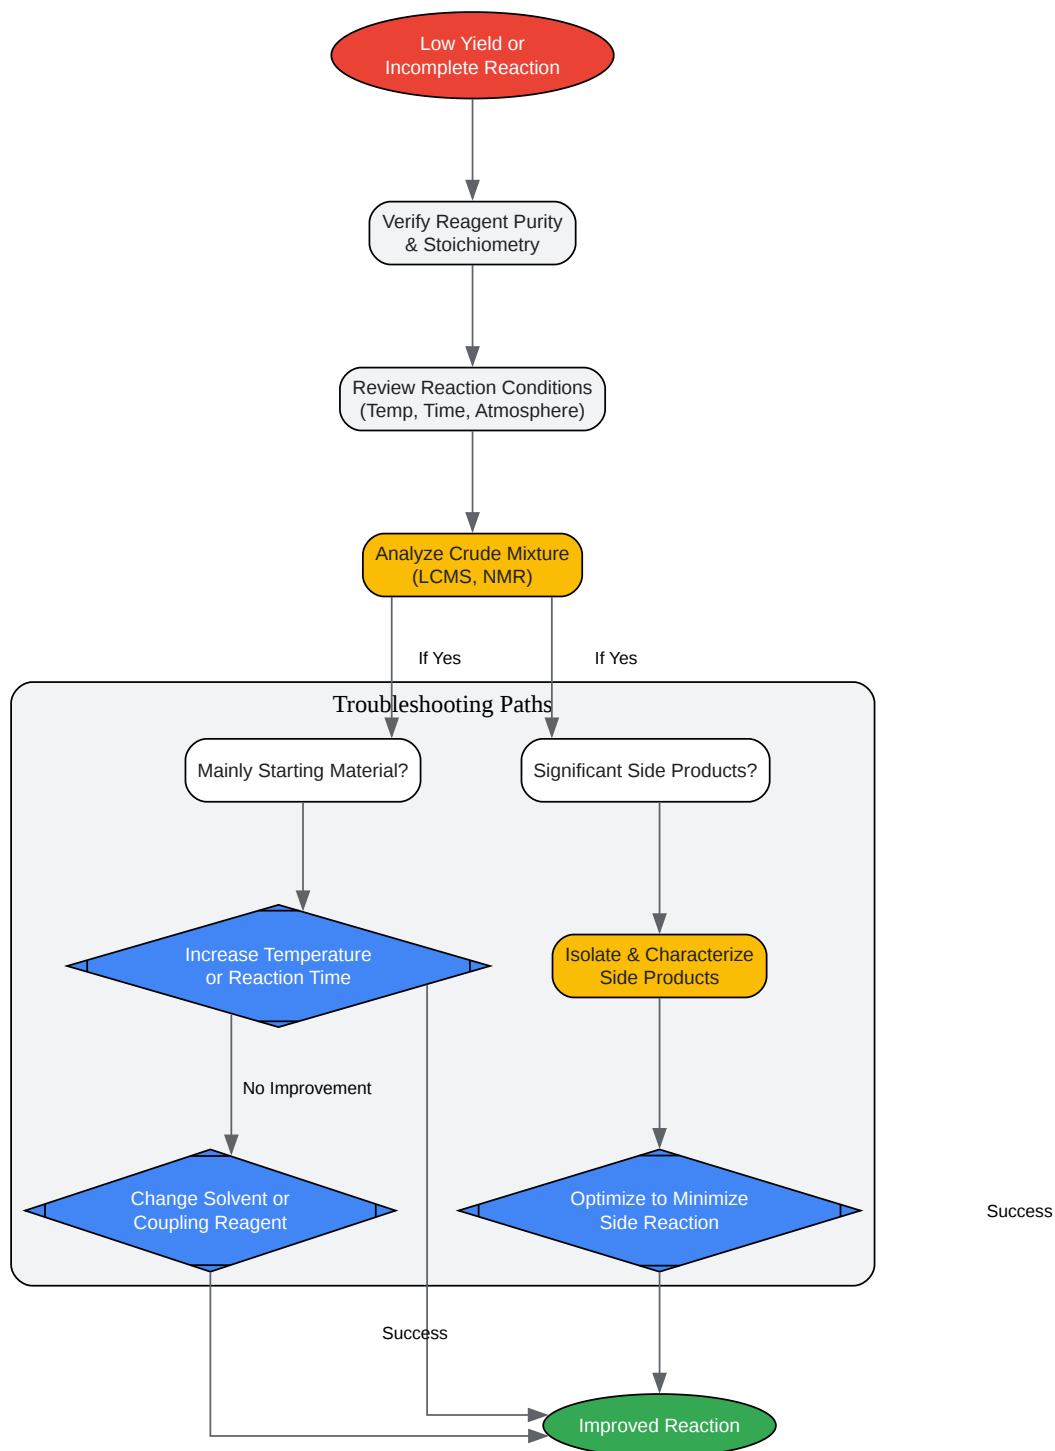 Low Yield or
Incomplete Reaction
Verify Reagent Purity
& Stoichiometry
Review Reaction Conditions
(Temp, Time, Atmosphere)
Analyze Crude Mixture
(LCMS, NMR)
If Yes
If Yes
Troubleshooting Paths
Mainly Starting Material?
Significant Side Products?
Increase Temperature
or Reaction Time
Isolate & Characterize
Side Products
No Improvement
Change Solvent or
Coupling Reagent
Optimize to Minimize
Side Reaction
Success
Success
Improved Reaction